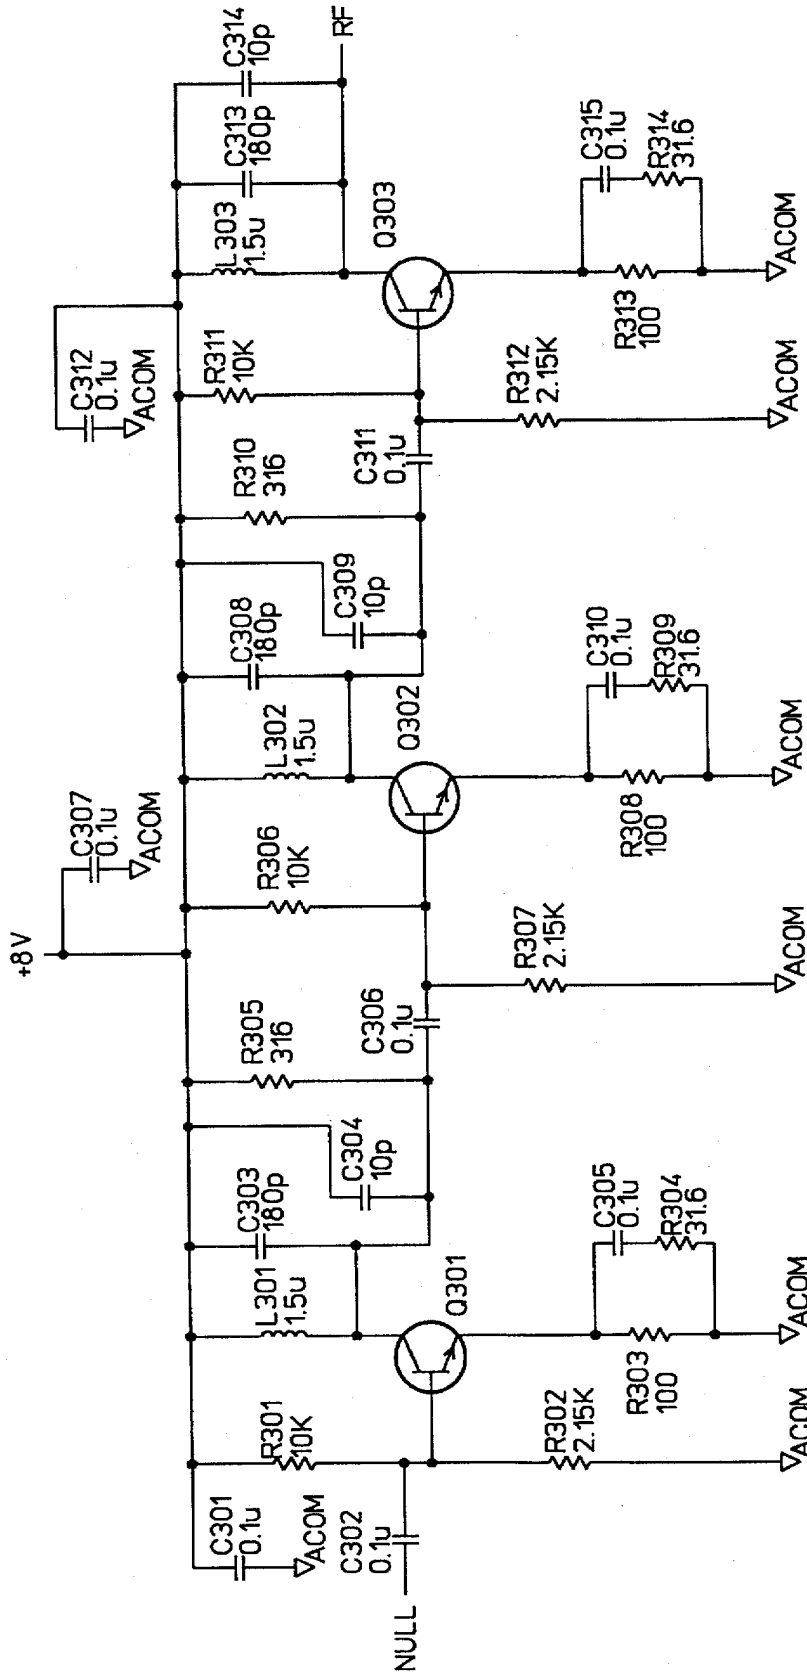 +8V
C301
0.1u
ACOM
R301
10K
NULL
C302
0.1u
R302
2.15K
ACOM
L301
1.5u
Q301
R303
100
ACOM
C303
180p
C304
10p
C305
0.1u
R304
31.6
R305
316
C306
0.1u
C307
0.1u
ACOM
R306
10K
R307
2.15K
ACOM
L302
1.5u
Q302
R308
100
ACOM
C308
180p
C309
10p
C310
0.1u
R309
31.6
R310
316
C311
0.1u
C312
0.1u
ACOM
R311
10K
R312
2.15K
ACOM
L303
1.5u
Q303
R313
100
ACOM
C313
180p
C314
10p
RF
C315
0.1u
R314
31.6